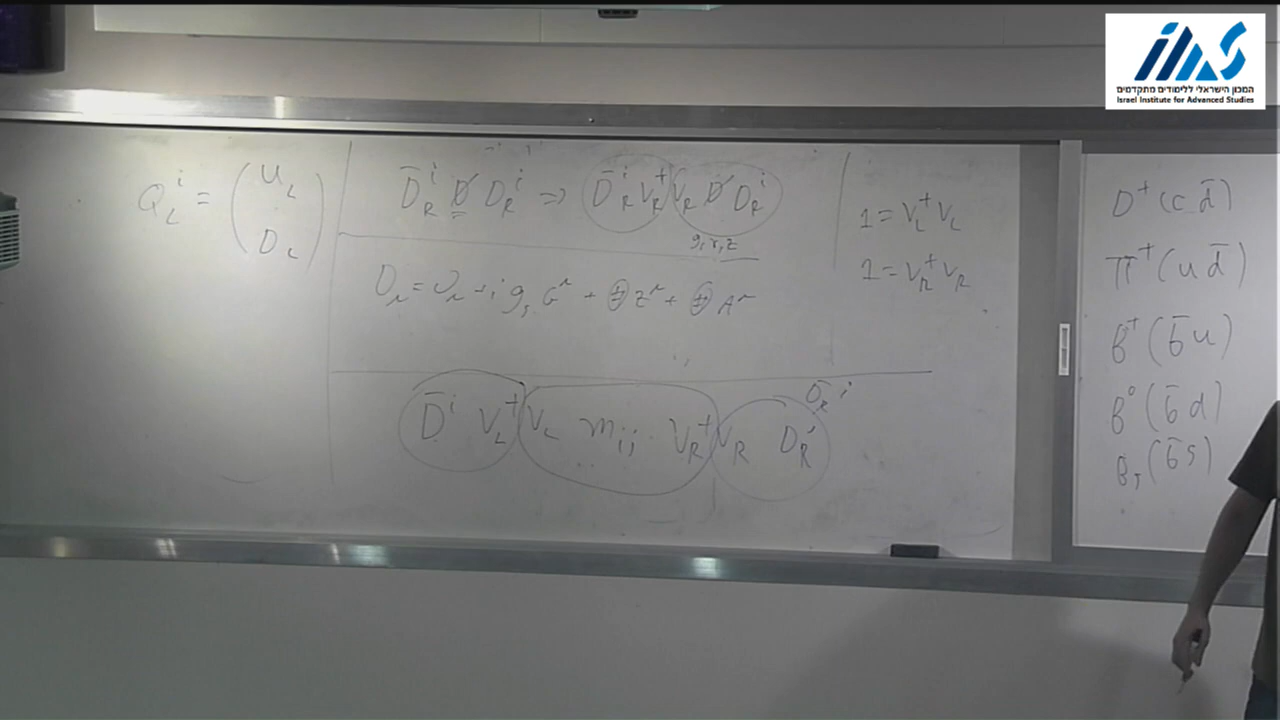 Q_L^i = ( U_L
D_L )
D̄_R^i D̸ D_R^i ⇒ D̄_R^i V_R^+ V_R D̸ D_R^i
g, γ, z
D_μ = ∂_μ + i g_s G^μ + ⊕ Z^μ + ⊕ A^μ
D̄^i V_L^+ V_L m_ij V_R^+ V_R D_R^j
1 = V_L^+ V_L
1 = V_R^+ V_R
D^+ (c d̄)
π^+ (u d̄)
B^+ (b̄ u)
B^0 (b̄ d)
B_s (b̄ s)
המכון הישראלי ללימודים מתקדמים
Israel Institute for Advanced Studies